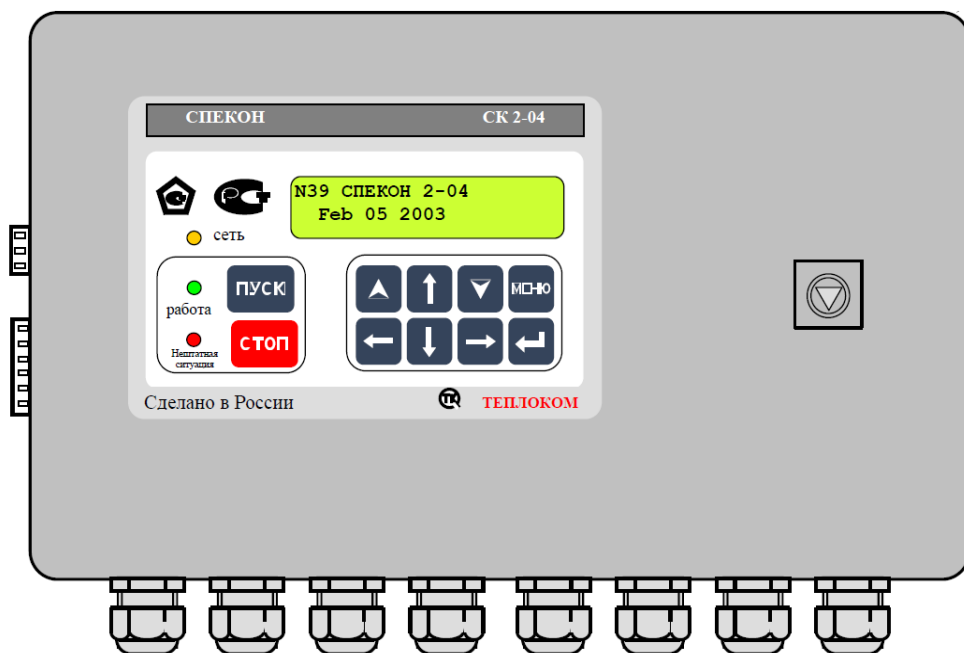 СПЕКОН СК 2-04
N39 СПЕКОН 2-04
Feb 05 2003
РСТ
сеть
ПУСК
работа
СТОП
Нештатная
ситуация
МЕНЮ
Сделано в России
ТЕПЛОКОМ